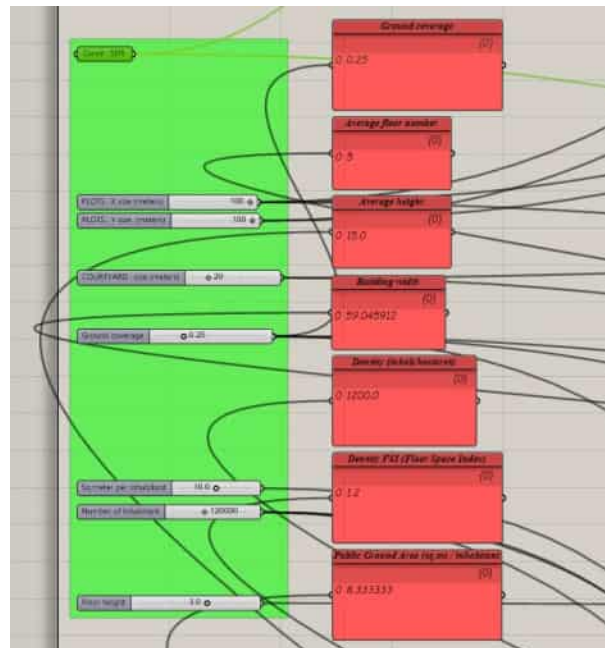 Ground coverage
{0}
0 0.25
Average floor number
{0}
0 5
PLOTS: X size (meters) 100
PLOTS: Y size (meters) 100
Average height
{0}
0 15.0
COURTYARD: size (meters) 20
Building width
{0}
0 59.045912
Ground coverage 0.25
Density (inhab/hectare)
{0}
0 1200.0
Density FSI (Floor Space Index)
{0}
0 1.2
Sq.meter per inhabitant 10.0
Number of inhabitant 120000
Public Ground Area (sq.mt / inhabitant
{0}
0 8.333333
Floor height 3.0